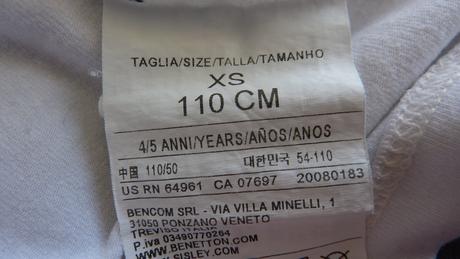 TAGLIA/SIZE/TALLA/TAMANHO
XS
110 CM
4/5 ANNI/YEARS/AÑOS/ANOS
中国 110/50 대한민국 54-110
US RN 64961 CA 07697 20080183
BENCOM SRL - VIA VILLA MINELLI, 1
31050 PONZANO VENETO
TREVISO ITALIA
P.iva 03490770264
WWW.BENETTON.COM
.SISLEY.COM